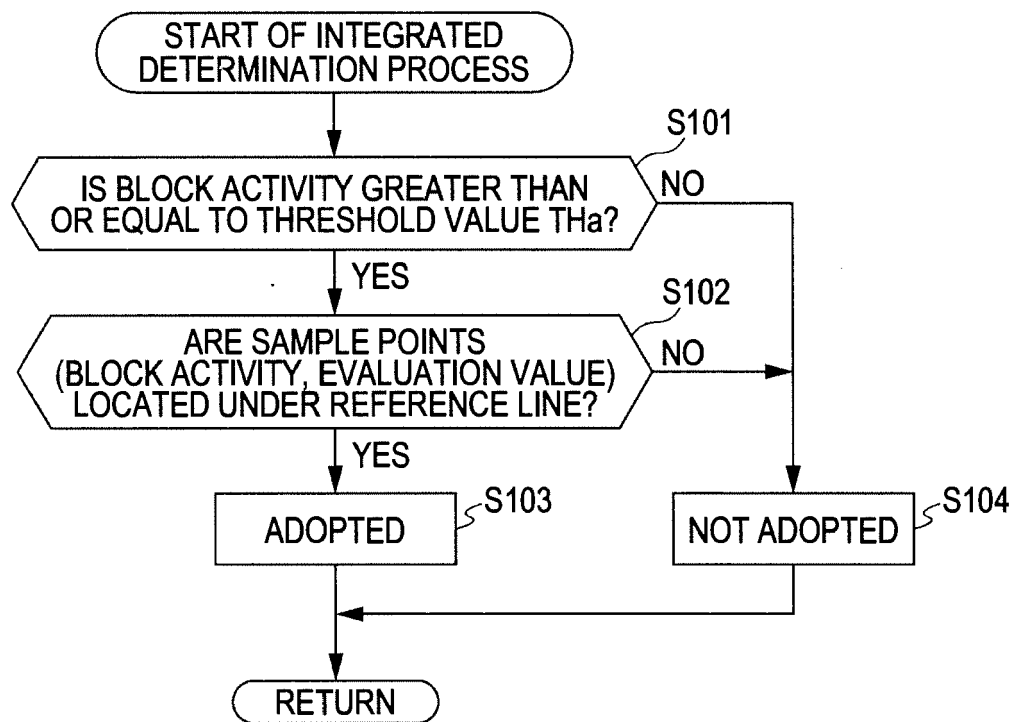 START OF INTEGRATED
DETERMINATION PROCESS
S101
IS BLOCK ACTIVITY GREATER THAN
OR EQUAL TO THRESHOLD VALUE THa?
NO
YES
S102
ARE SAMPLE POINTS
(BLOCK ACTIVITY, EVALUATION VALUE)
LOCATED UNDER REFERENCE LINE?
NO
YES
S103
ADOPTED
S104
NOT ADOPTED
RETURN